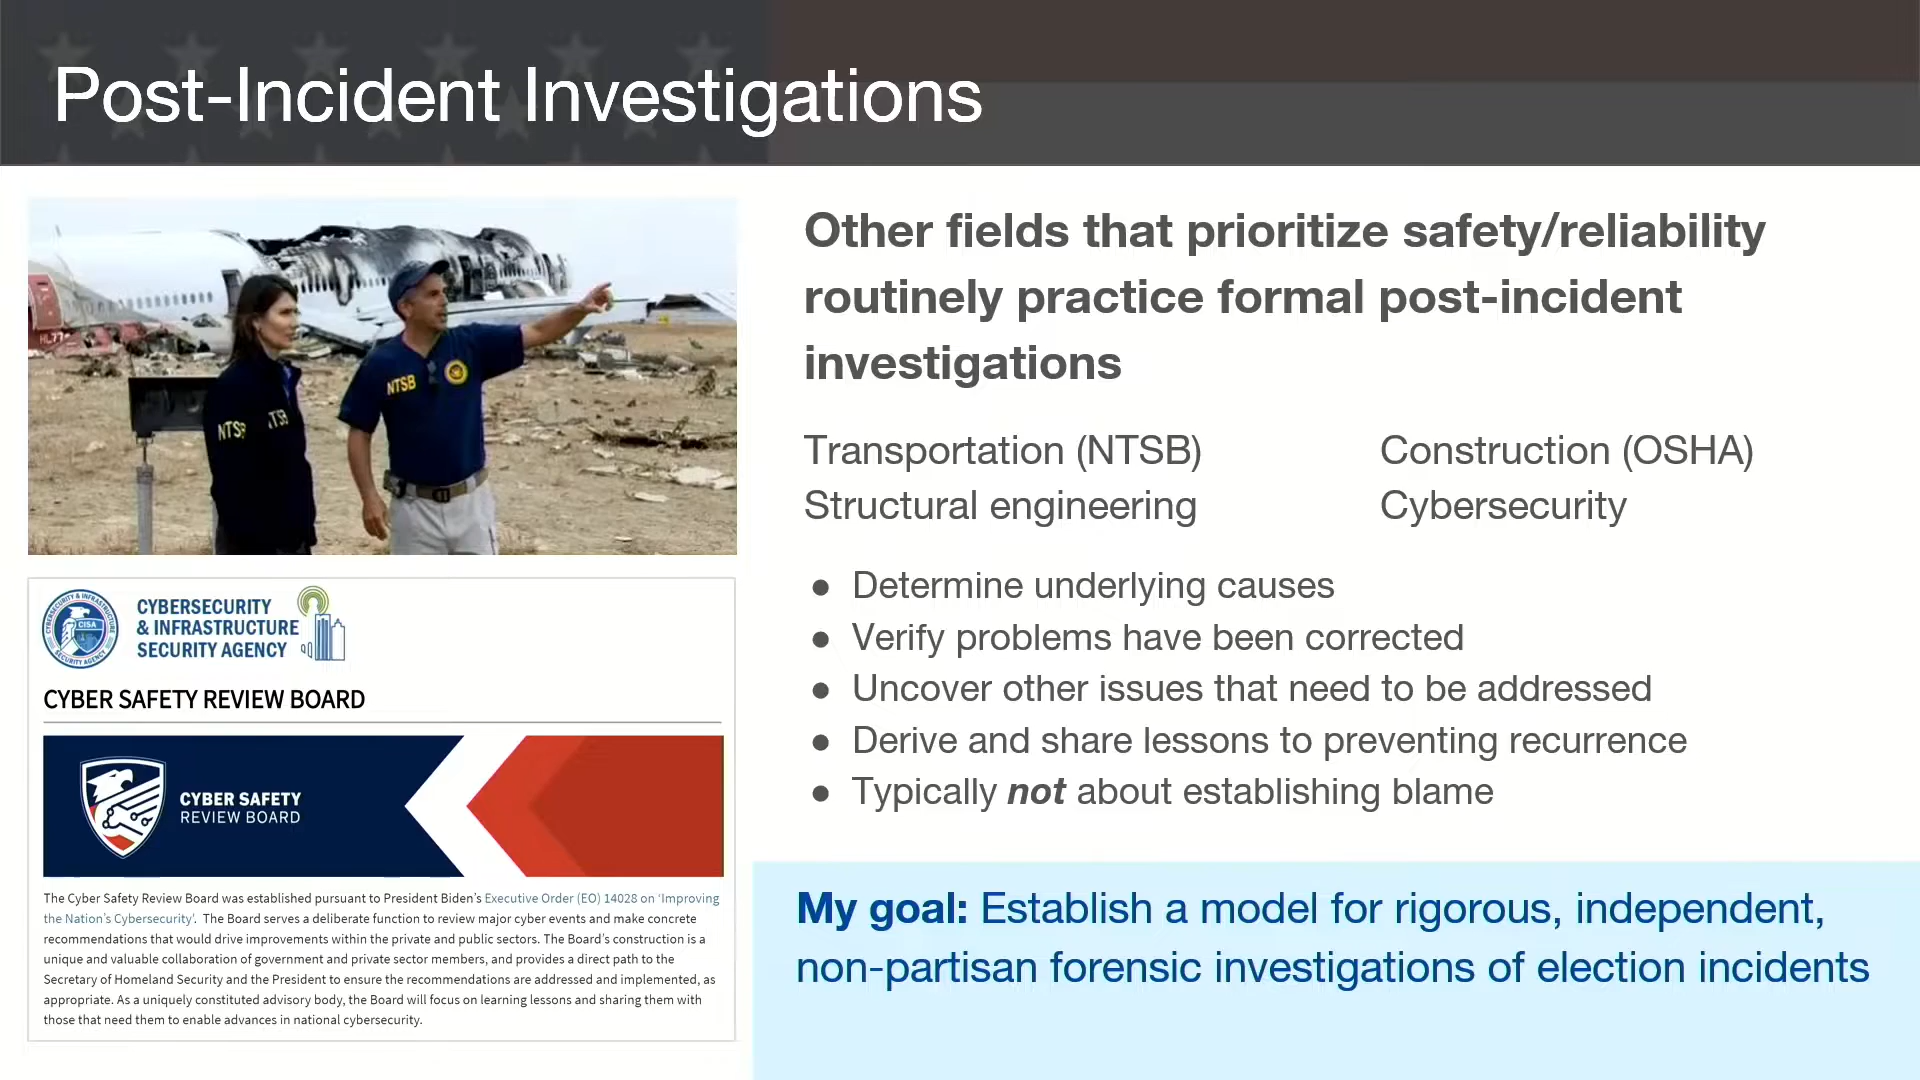 Post-Incident Investigations
HL77
NTSB
NTSB
NTSB
CISA
CYBERSECURITY
& INFRASTRUCTURE
SECURITY AGENCY
CYBER SAFETY REVIEW BOARD
CYBER SAFETY
REVIEW BOARD
The Cyber Safety Review Board was established pursuant to President Biden's Executive Order (EO) 14028 on 'Improving
the Nation's Cybersecurity'. The Board serves a deliberate function to review major cyber events and make concrete
recommendations that would drive improvements within the private and public sectors. The Board's construction is a
unique and valuable collaboration of government and private sector members, and provides a direct path to the
Secretary of Homeland Security and the President to ensure the recommendations are addressed and implemented, as
appropriate. As a uniquely constituted advisory body, the Board will focus on learning lessons and sharing them with
those that need them to enable advances in national cybersecurity.
Other fields that prioritize safety/reliability
routinely practice formal post-incident
investigations
Transportation (NTSB) Construction (OSHA)
Structural engineering Cybersecurity
● Determine underlying causes
● Verify problems have been corrected
● Uncover other issues that need to be addressed
● Derive and share lessons to preventing recurrence
● Typically not about establishing blame
My goal: Establish a model for rigorous, independent,
non-partisan forensic investigations of election incidents